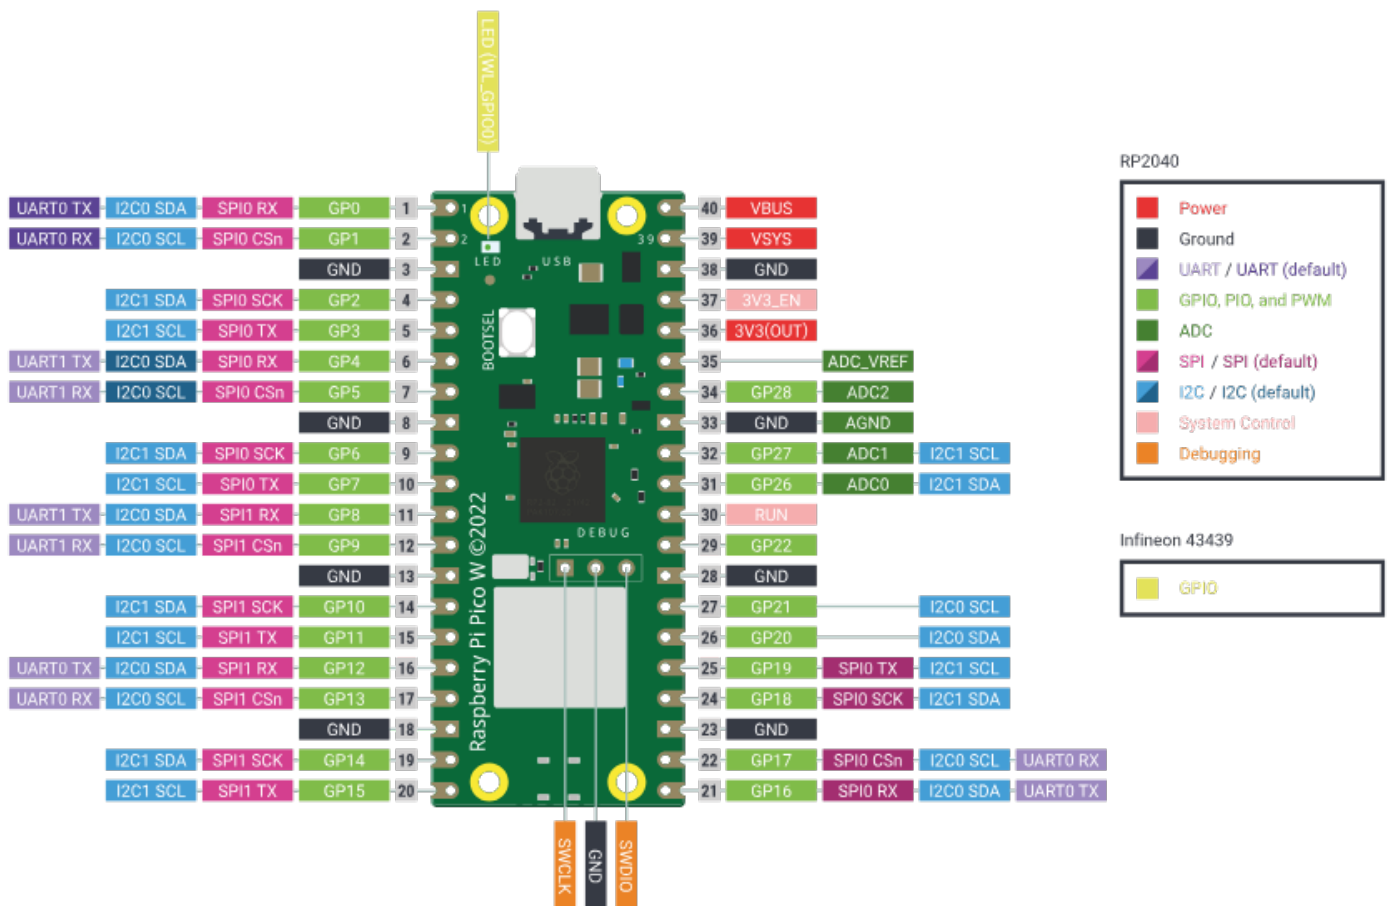 LED (WL_GPIO0)
UART0 TX I2C0 SDA SPI0 RX GP0 1 1 40 VBUS
UART0 RX I2C0 SCL SPI0 CSn GP1 2 2 39 39 VSYS
LED USB
GND 3 38 GND
I2C1 SDA SPI0 SCK GP2 4 37 3V3_EN
I2C1 SCL SPI0 TX GP3 5 36 3V3(OUT)
BOOTSEL
UART1 TX I2C0 SDA SPI0 RX GP4 6 35 ADC_VREF
UART1 RX I2C0 SCL SPI0 CSn GP5 7 34 GP28 ADC2
GND 8 33 GND AGND
I2C1 SDA SPI0 SCK GP6 9 32 GP27 ADC1 I2C1 SCL
I2C1 SCL SPI0 TX GP7 10 31 GP26 ADC0 I2C1 SDA
UART1 TX I2C0 SDA SPI1 RX GP8 11 30 RUN
DEBUG
UART1 RX I2C0 SCL SPI1 CSn GP9 12 29 GP22
GND 13 28 GND
I2C1 SDA SPI1 SCK GP10 14 27 GP21 I2C0 SCL
I2C1 SCL SPI1 TX GP11 15 26 GP20 I2C0 SDA
Raspberry Pi Pico W ©2022
UART0 TX I2C0 SDA SPI1 RX GP12 16 25 GP19 SPI0 TX I2C1 SCL
UART0 RX I2C0 SCL SPI1 CSn GP13 17 24 GP18 SPI0 SCK I2C1 SDA
GND 18 23 GND
I2C1 SDA SPI1 SCK GP14 19 22 GP17 SPI0 CSn I2C0 SCL UART0 RX
I2C1 SCL SPI1 TX GP15 20 21 GP16 SPI0 RX I2C0 SDA UART0 TX
SWCLK
GND
SWDIO
RP2040
Power
Ground
UART / UART (default)
GPIO, PIO, and PWM
ADC
SPI / SPI (default)
I2C / I2C (default)
System Control
Debugging
Infineon 43439
GPIO